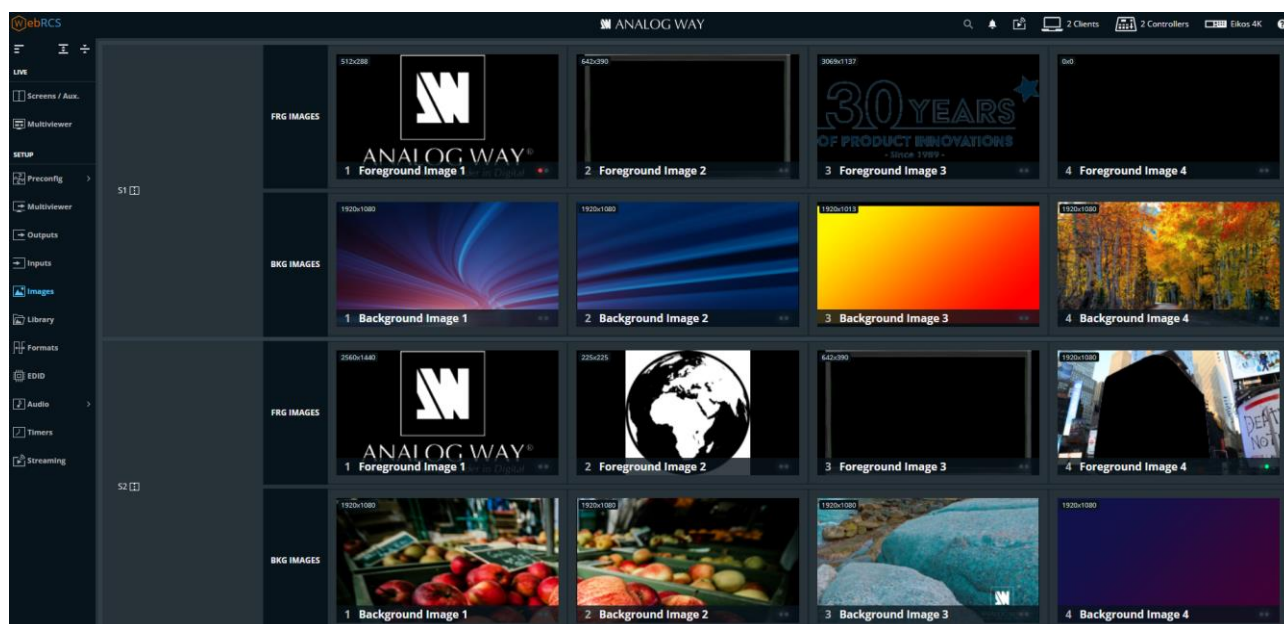 WebRCS
ANALOG WAY
2 Clients
2 Controllers
Eikos 4K
LIVE
Screens / Aux.
Multiviewer
SETUP
Preconfig
Multiviewer
Outputs
Inputs
Images
Library
Formats
EDID
Audio
Timers
Streaming
S1
FRG IMAGES
512x288
ANALOG WAY®
1 Foreground Image 1
642x390
2 Foreground Image 2
3069x1137
30 YEARS
OF PRODUCT INNOVATIONS
- Since 1989 -
3 Foreground Image 3
0x0
4 Foreground Image 4
BKG IMAGES
1920x1080
1 Background Image 1
1920x1080
2 Background Image 2
1920x1013
3 Background Image 3
1920x1080
4 Background Image 4
S2
FRG IMAGES
2560x1440
ANALOG WAY®
1 Foreground Image 1
225x225
2 Foreground Image 2
642x390
3 Foreground Image 3
1920x1080
DEPT
NOT
4 Foreground Image 4
BKG IMAGES
1920x1080
1 Background Image 1
1920x1080
2 Background Image 2
1920x1080
3 Background Image 3
1920x1080
4 Background Image 4